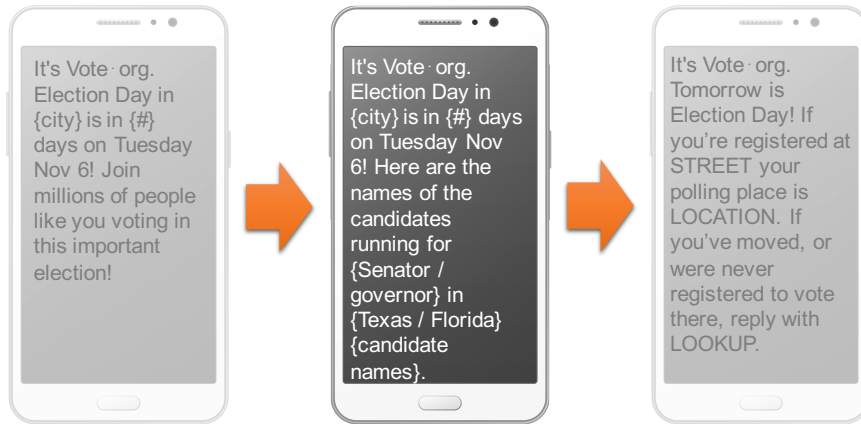 It's Vote·org.
Election Day in
{city} is in {#}
days on Tuesday
Nov 6! Join
millions of people
like you voting in
this important
election!
It's Vote·org.
Election Day in
{city} is in {#} days
on Tuesday Nov
6! Here are the
names of the
candidates
running for
{Senator /
governor} in
{Texas / Florida}
{candidate
names}.
It's Vote·org.
Tomorrow is
Election Day! If
you’re registered at
STREET your
polling place is
LOCATION. If
you’ve moved, or
were never
registered to vote
there, reply with
LOOKUP.